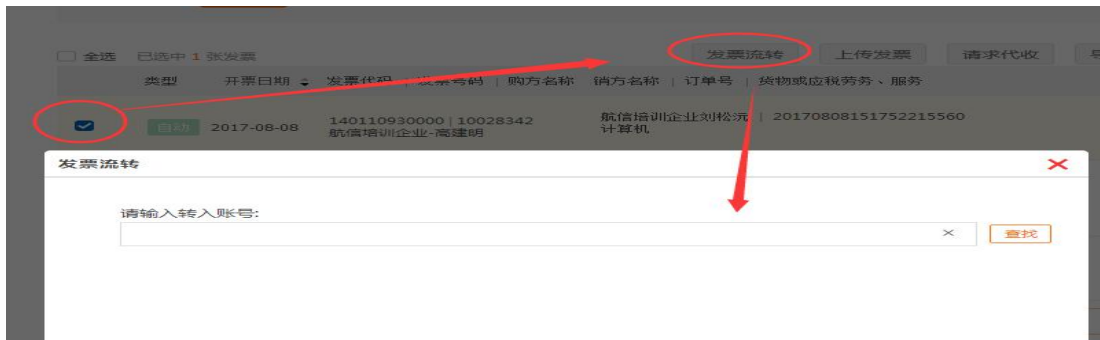 全选 已选中 1 张发票 发票流转 上传发票 请求代收
类型 开票日期 发票代码 | 发票号码 | 购方名称 销方名称 | 订单号 | 货物或应税劳务、服务
自动 2017-08-08 140110930000 | 10028342 航信培训企业刘松沅 | 20170808151752215560
航信培训企业-高建明 计算机
发票流转
请输入转入账号:
查找